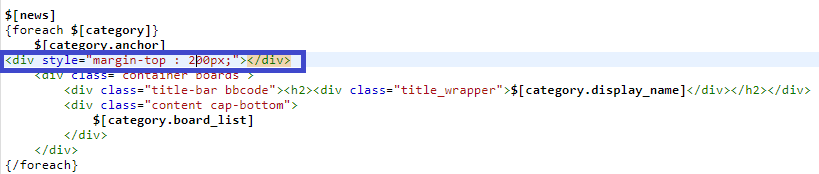 $[news]
{foreach $[category]}
$[category.anchor]
<div style="margin-top : 200px;"></div>
<div class="container boards">
<div class="title-bar bbcode"><h2><div class="title_wrapper">$[category.display_name]</div></h2></div>
<div class="content cap-bottom">
$[category.board_list]
</div>
</div>
{/foreach}